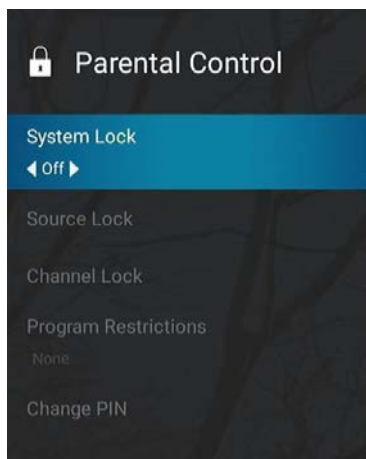 Parental Control
System Lock
Off
Source Lock
Channel Lock
Program Restrictions
None
Change PIN